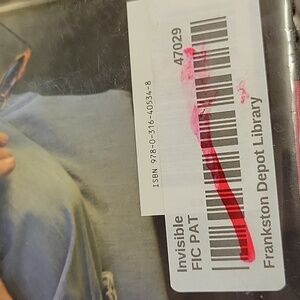 ISBN 978-0-316-40534-8
Invisible 47029
FIC PAT
Frankston Depot Library